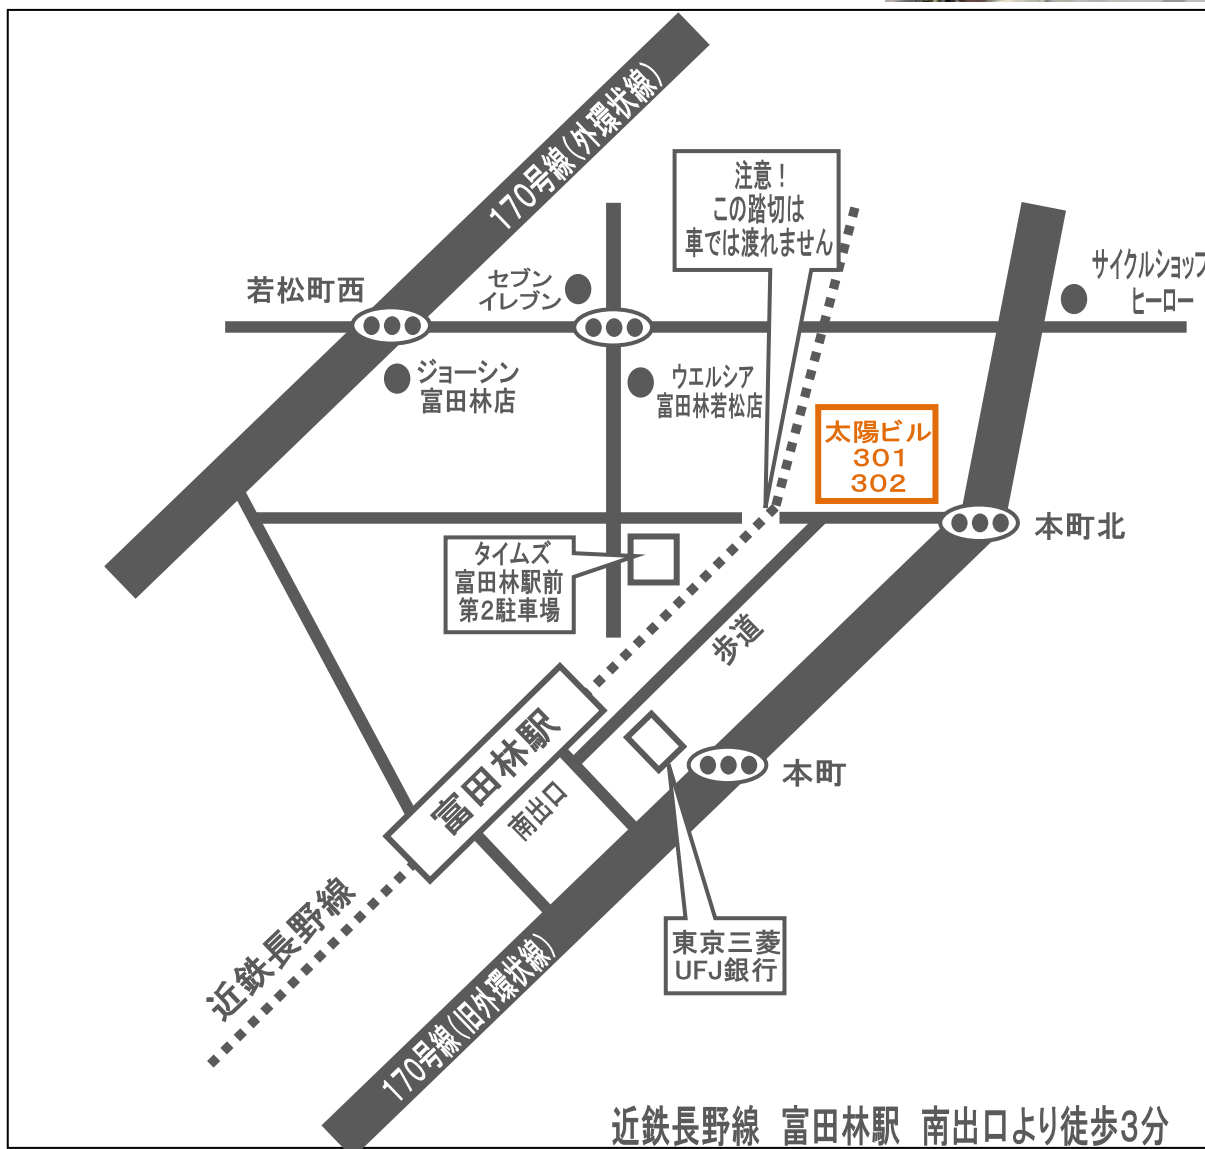 170号線(外環状線)
注意！
この踏切は
車では渡れません
サイクルショップ
ヒーロー
若松町西
セブン
イレブン
ジョーシン
富田林店
ウエルシア
富田林若松店
太陽ビル
301
302
本町北
タイムズ
富田林駅前
第2駐車場
歩道
富田林駅
南出口
本町
近鉄長野線
東京三菱
UFJ銀行
170号線(旧外環状線)
近鉄長野線　富田林駅　南出口より徒歩3分